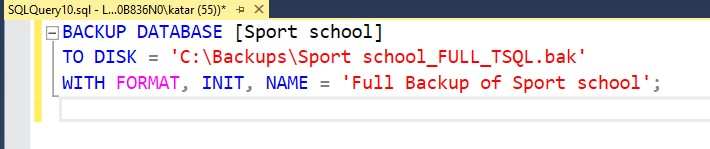 SQLQuery10.sql - L...0B836N0\katar (55))*
BACKUP DATABASE [Sport school]
TO DISK = 'C:\Backups\Sport school_FULL_TSQL.bak'
WITH FORMAT, INIT, NAME = 'Full Backup of Sport school';